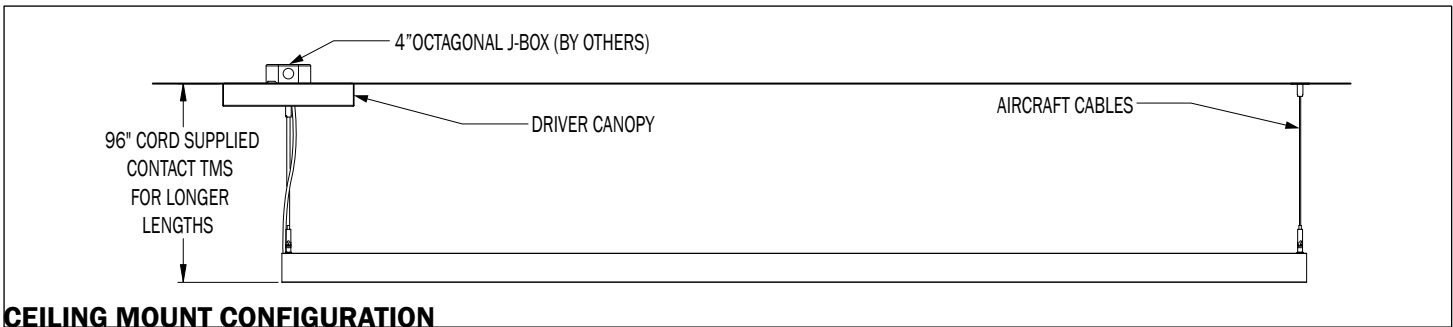 4”OCTAGONAL J-BOX (BY OTHERS)
AIRCRAFT CABLES
DRIVER CANOPY
96" CORD SUPPLIED
CONTACT TMS
FOR LONGER
LENGTHS
CEILING MOUNT CONFIGURATION